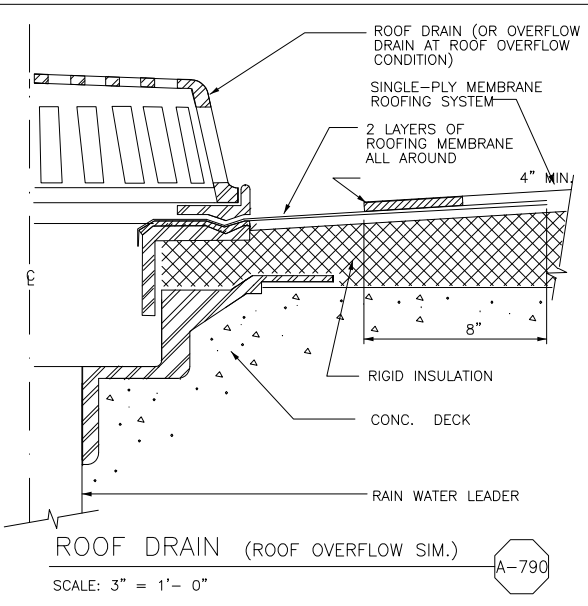 ROOF DRAIN (OR OVERFLOW
DRAIN AT ROOF OVERFLOW
CONDITION)
SINGLE-PLY MEMBRANE
ROOFING SYSTEM
2 LAYERS OF
ROOFING MEMBRANE
ALL AROUND
4" MIN.
℄
8"
RIGID INSULATION
CONC. DECK
RAIN WATER LEADER
ROOF DRAIN (ROOF OVERFLOW SIM.)
A-790
SCALE: 3" = 1'- 0"